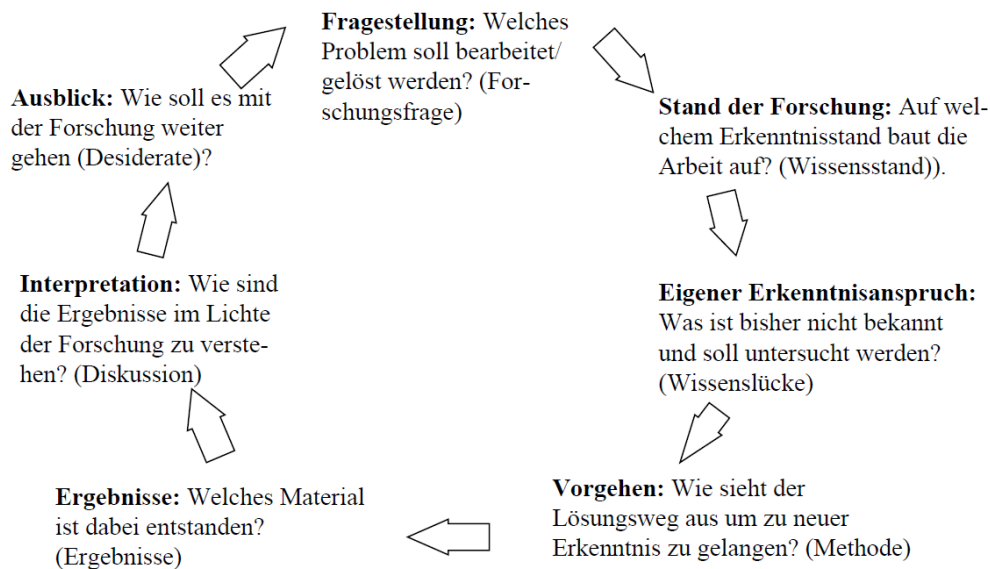 Fragestellung: Welches
Problem soll bearbeitet/
gelöst werden? (For-
schungsfrage)
Stand der Forschung: Auf wel-
chem Erkenntnisstand baut die
Arbeit auf? (Wissensstand)).
Eigener Erkenntnisanspruch:
Was ist bisher nicht bekannt
und soll untersucht werden?
(Wissenslücke)
Vorgehen: Wie sieht der
Lösungsweg aus um zu neuer
Erkenntnis zu gelangen? (Methode)
Ergebnisse: Welches Material
ist dabei entstanden?
(Ergebnisse)
Interpretation: Wie sind
die Ergebnisse im Lichte
der Forschung zu verste-
hen? (Diskussion)
Ausblick: Wie soll es mit
der Forschung weiter
gehen (Desiderate)?